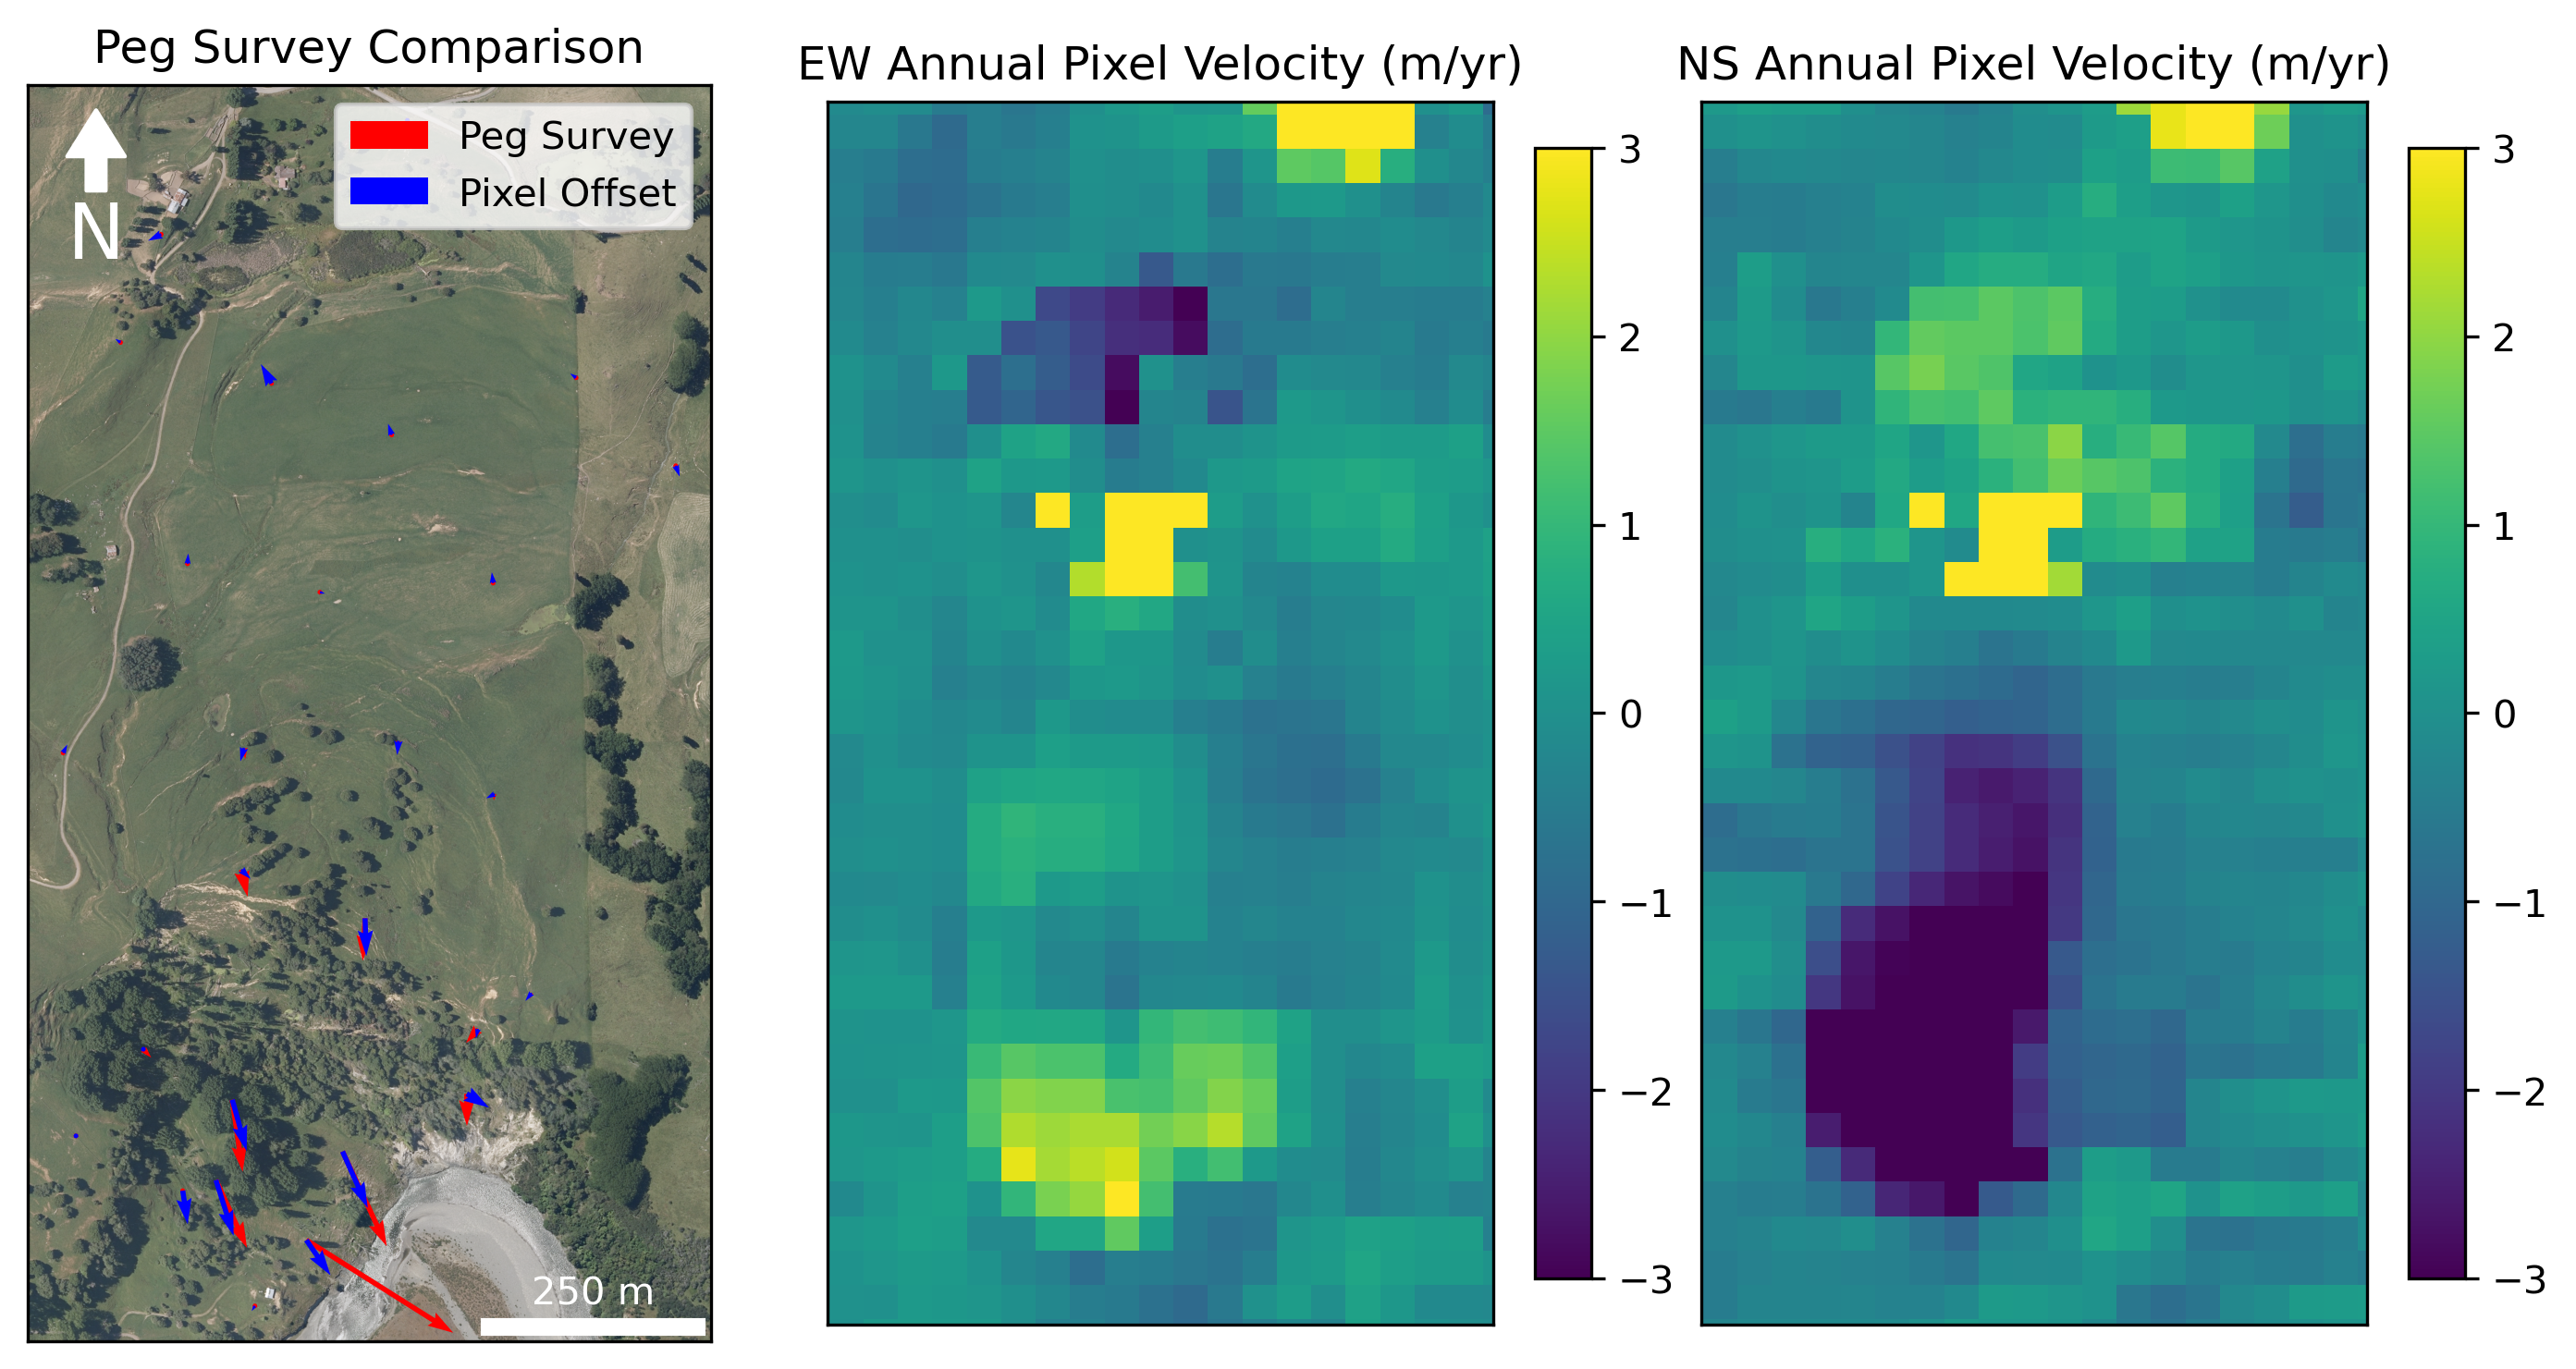 Peg Survey Comparison
N
Peg Survey
Pixel Offset
250 m
EW Annual Pixel Velocity (m/yr)
3
2
1
0
−1
−2
−3
NS Annual Pixel Velocity (m/yr)
3
2
1
0
−1
−2
−3